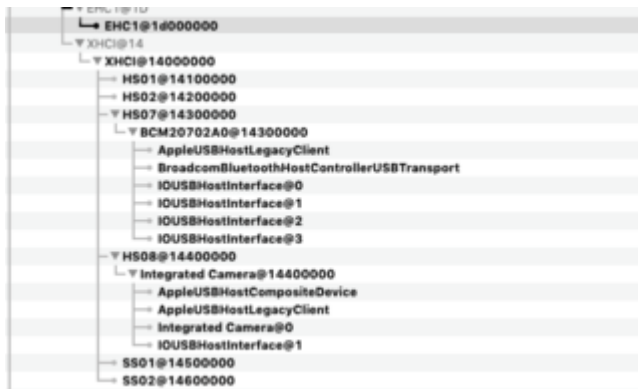 EHC1@1D
EHC1@1d000000
XHCI@14
XHCI@14000000
HS01@14100000
HS02@14200000
HS07@14300000
BCM20702A0@14300000
AppleUSBHostLegacyClient
BroadcomBluetoothHostControllerUSBTransport
IOUSBHostInterface@0
IOUSBHostInterface@1
IOUSBHostInterface@2
IOUSBHostInterface@3
HS08@14400000
Integrated Camera@14400000
AppleUSBHostCompositeDevice
AppleUSBHostLegacyClient
Integrated Camera@0
IOUSBHostInterface@1
SS01@14500000
SS02@14600000